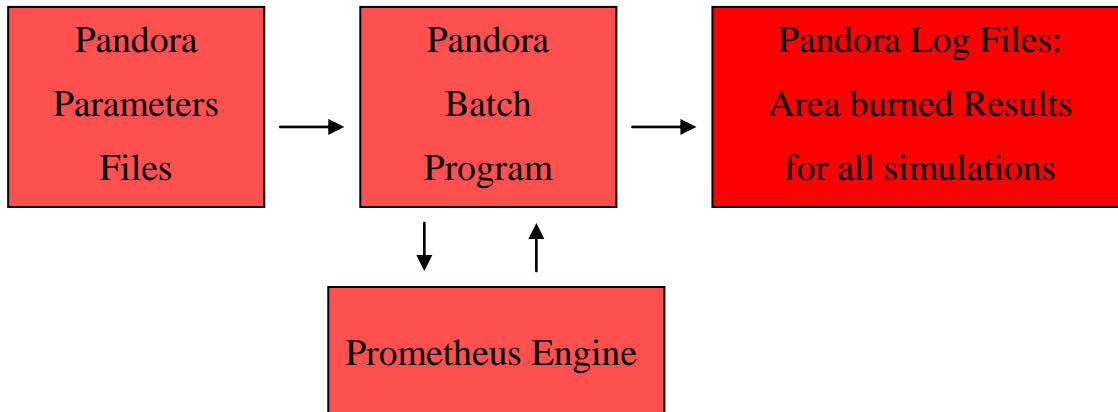 Pandora
Parameters
Files
Pandora
Batch
Program
Pandora Log Files:
Area burned Results
for all simulations
Prometheus Engine